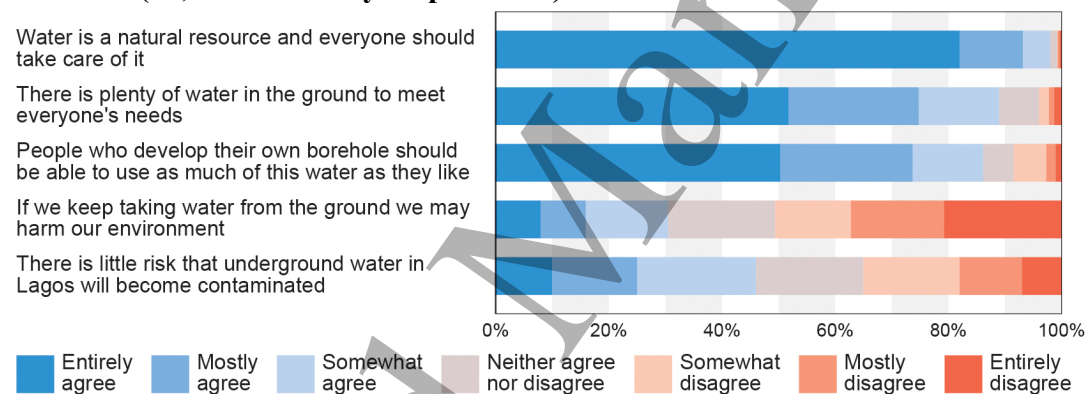 Water is a natural resource and everyone should
take care of it
There is plenty of water in the ground to meet
everyone's needs
People who develop their own borehole should
be able to use as much of this water as they like
If we keep taking water from the ground we may
harm our environment
There is little risk that underground water in
Lagos will become contaminated
0% 20% 40% 60% 80% 100%
Entirely agree
Mostly agree
Somewhat agree
Neither agree nor disagree
Somewhat disagree
Mostly disagree
Entirely disagree